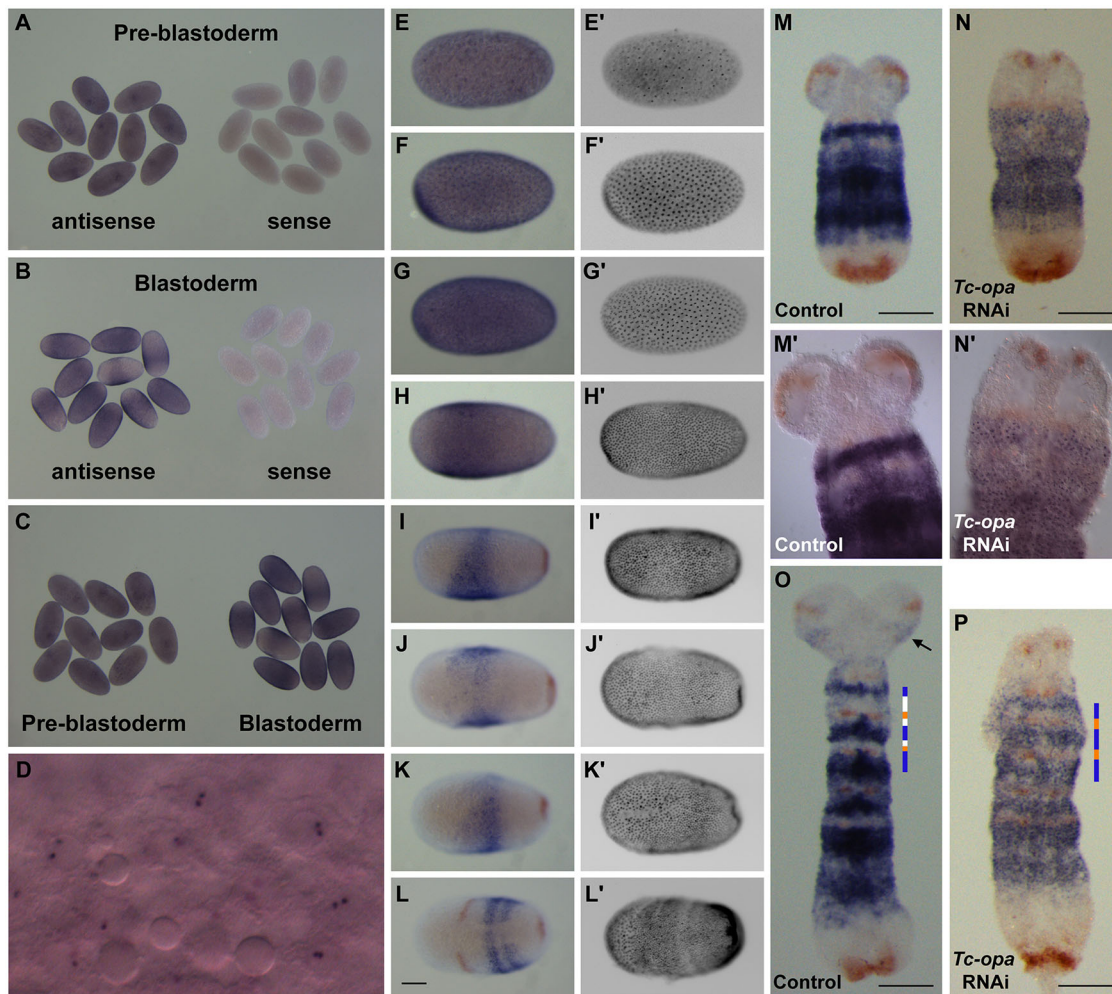 A
Pre-blastoderm
antisense
sense
B
Blastoderm
antisense
sense
C
Pre-blastoderm
Blastoderm
D
E
E'
F
F'
G
G'
H
H'
I
I'
J
J'
K
K'
L
L'
M
Control
N
Tc-opa
RNAi
M'
Control
N'
Tc-opa
RNAi
O
Control
P
Tc-opa
RNAi